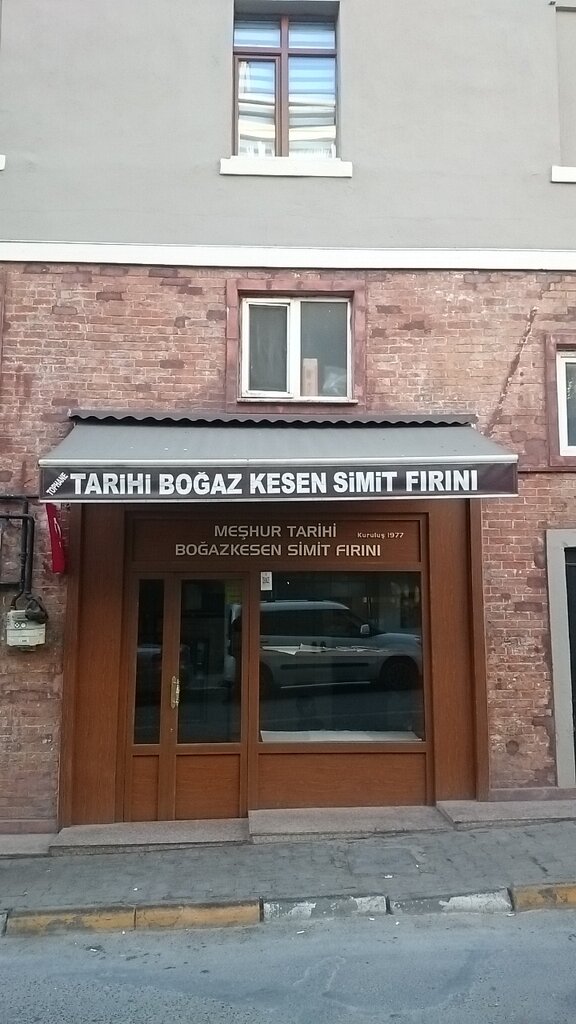 TOPHANE
TARIHi BOĞAZ KESEN SiMiT FIRINI
MEŞHUR TARİHİ
Kuruluş 1977
BOĞAZKESEN SİMİT FIRINI